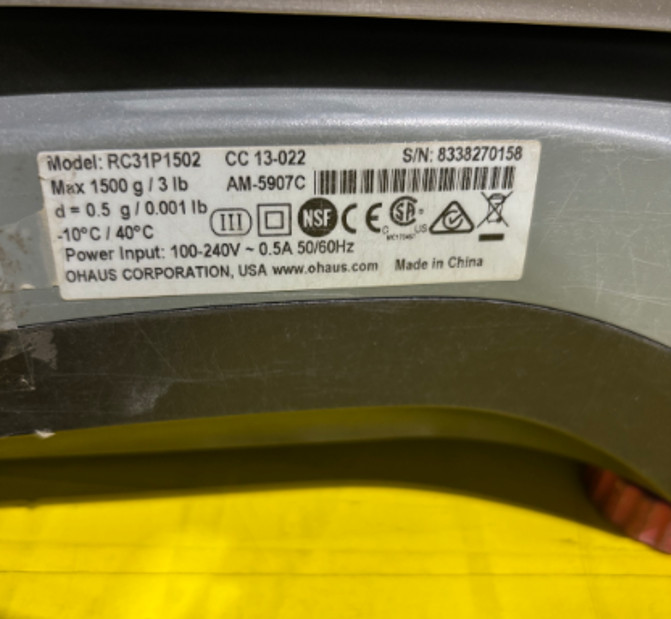 Model: RC31P1502 CC 13-022 S/N: 8338270158
Max 1500 g / 3 lb AM-5907C
d = 0.5 g / 0.001 lb III NSF CE SA ® C US
-10°C / 40°C
Power Input: 100-240V ~ 0.5A 50/60Hz
OHAUS CORPORATION, USA www.ohaus.com Made in China